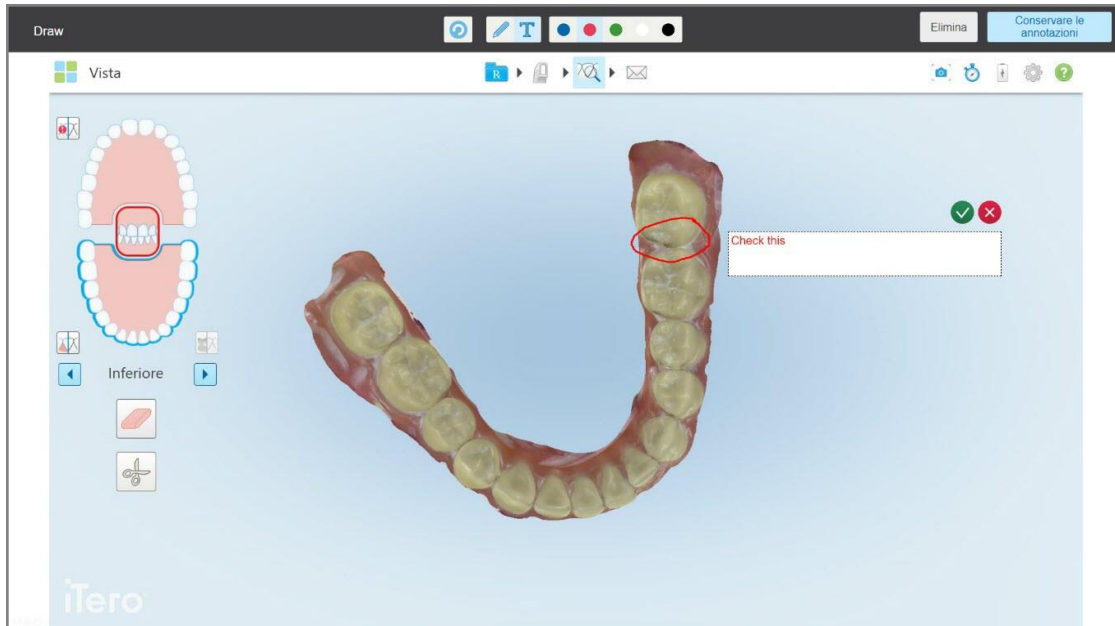 Draw
T
Elimina
Conservare le
annotazioni
Vista
R
?
Check this
Inferiore
iTero